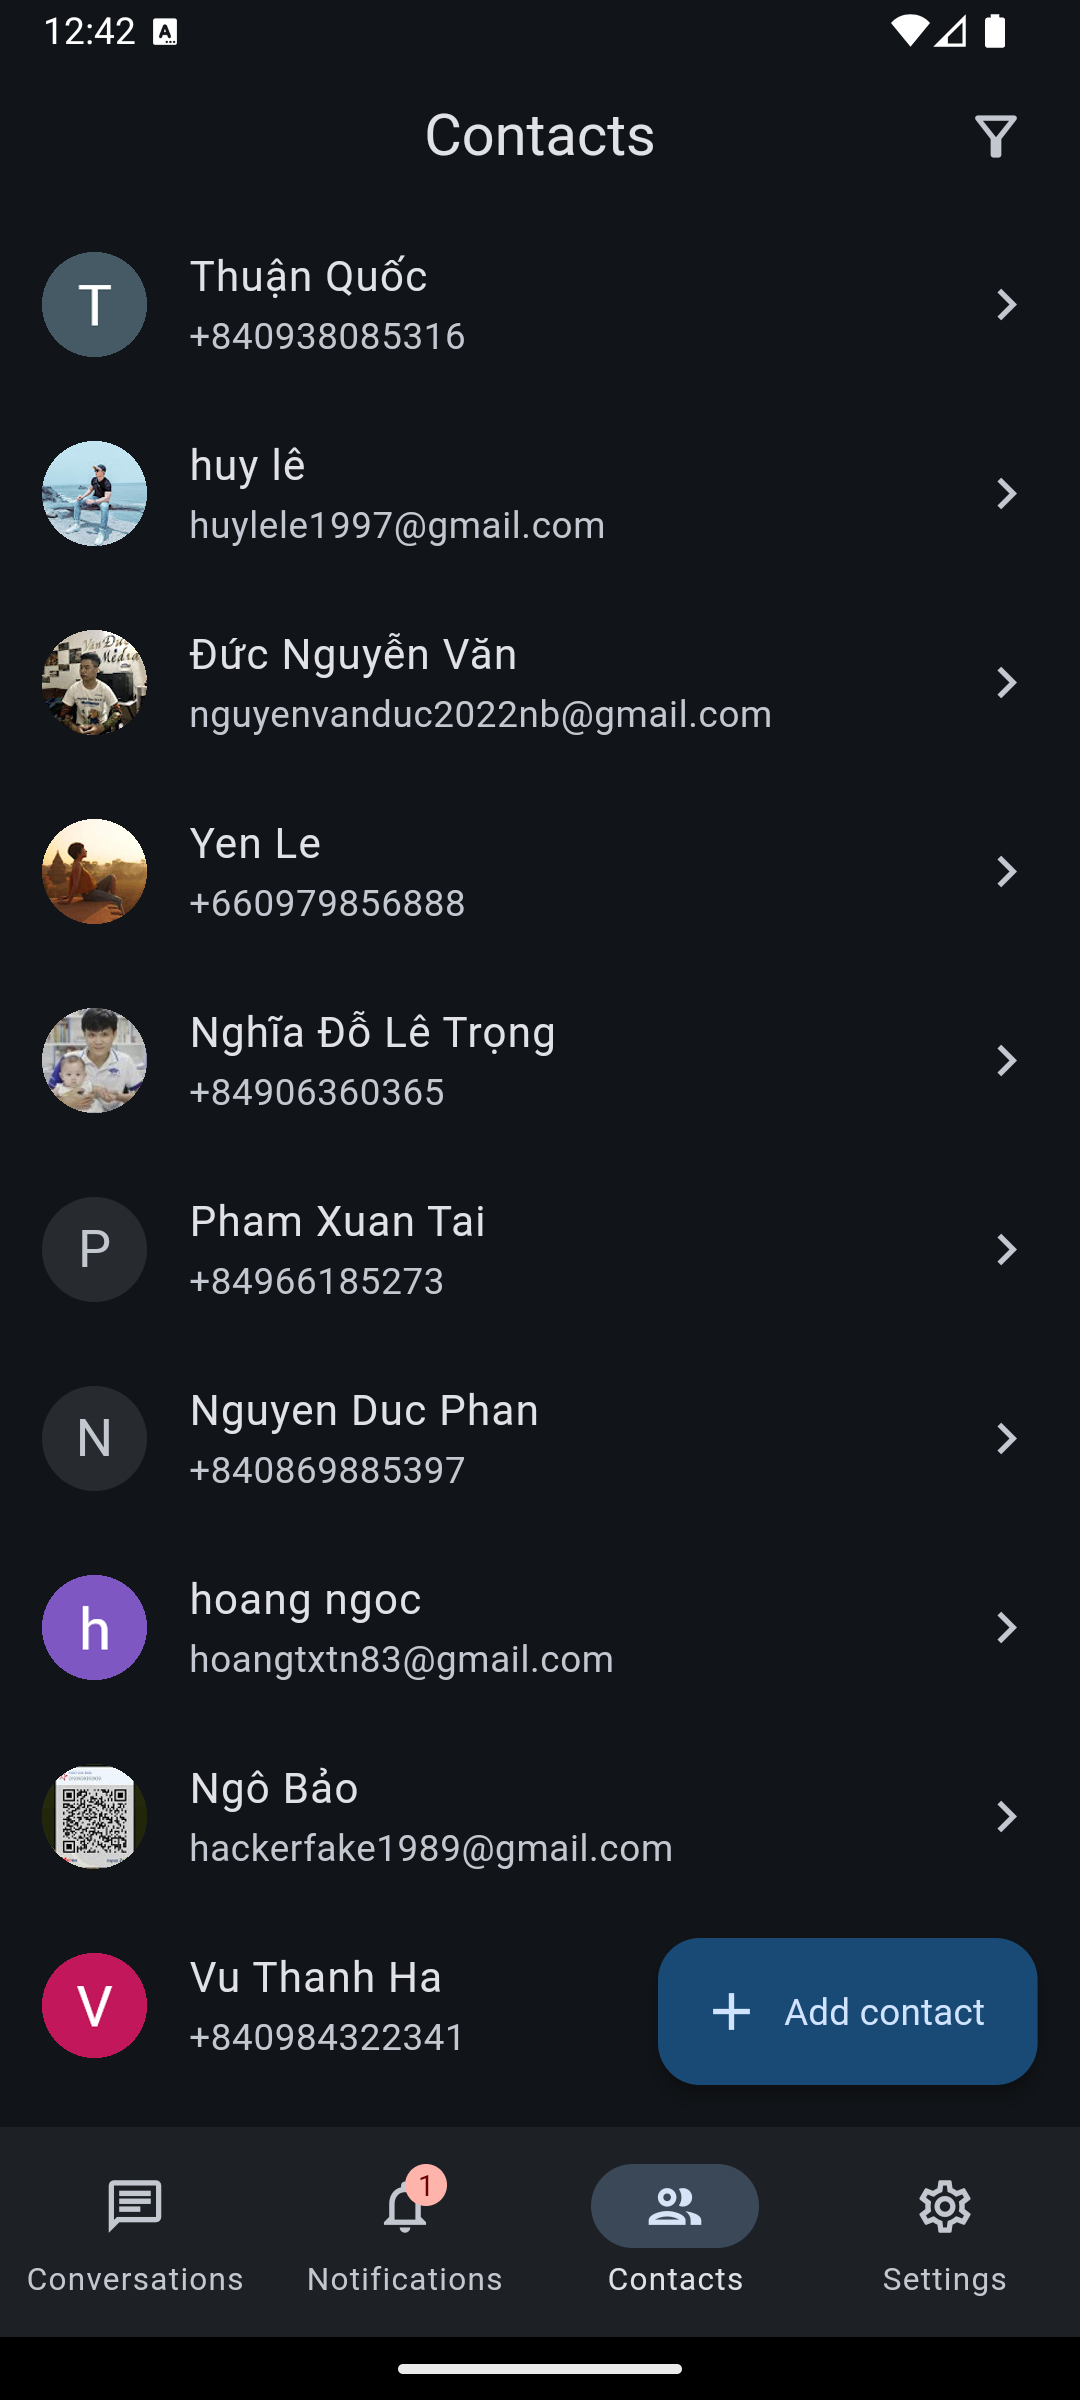 12:42
Contacts
T
Thuận Quốc
+840938085316
huy lê
huylele1997@gmail.com
Đức Nguyễn Văn
nguyenvanduc2022nb@gmail.com
Yen Le
+660979856888
Nghĩa Đỗ Lê Trọng
+84906360365
P
Pham Xuan Tai
+84966185273
N
Nguyen Duc Phan
+840869885397
h
hoang ngoc
hoangtxtn83@gmail.com
Ngô Bảo
hackerfake1989@gmail.com
V
Vu Thanh Ha
+840984322341
Add contact
1
Conversations
Notifications
Contacts
Settings